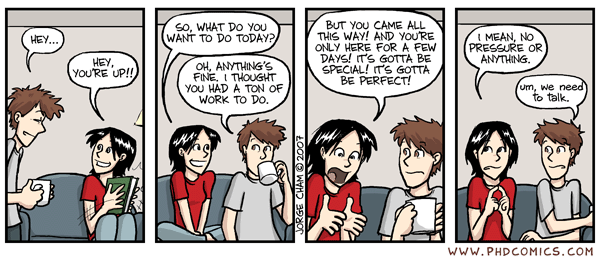 HEY...
HEY,
YOU'RE UP!!
SO, WHAT DO YOU
WANT TO DO TODAY?
OH, ANYTHING'S
FINE. I THOUGHT
YOU HAD A TON OF
WORK TO DO.
JORGE CHAM © 2007
BUT YOU CAME ALL
THIS WAY! AND YOU'RE
ONLY HERE FOR A FEW
DAYS! IT'S GOTTA BE
SPECIAL! IT'S GOTTA
BE PERFECT!
I MEAN, NO
PRESSURE OR
ANYTHING.
um, we need
to talk.
WWW.PHDCOMICS.COM